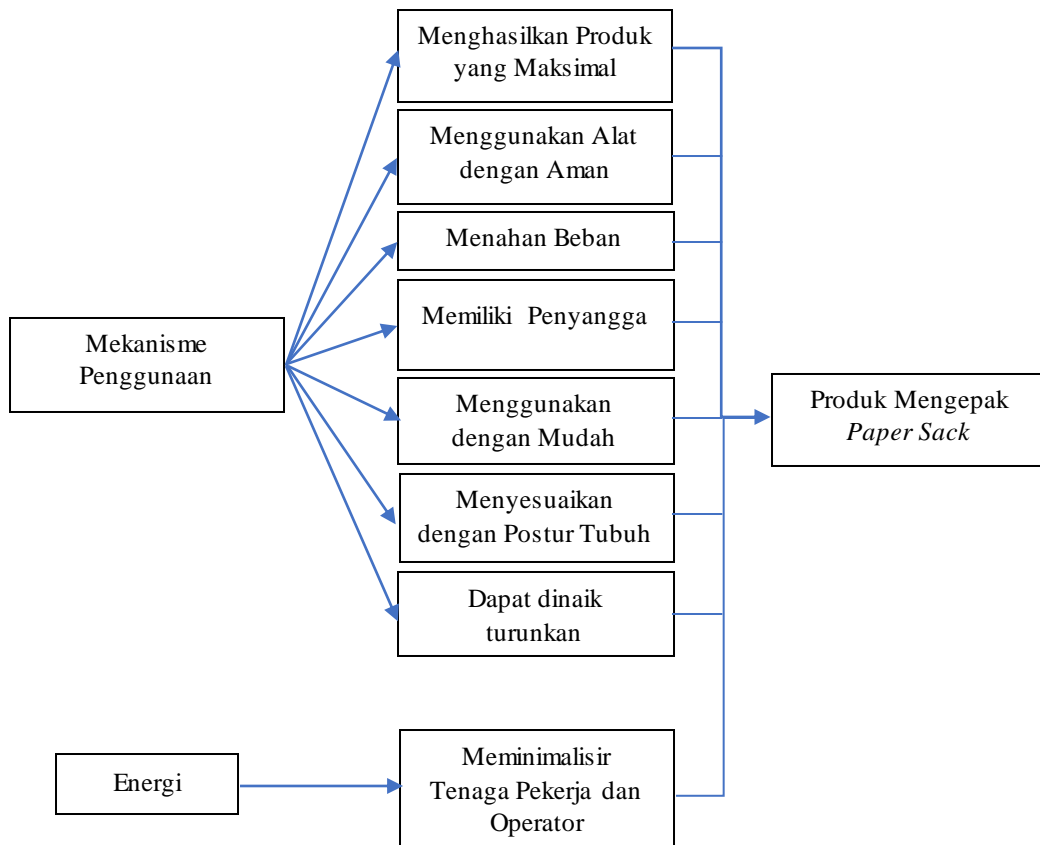 Menghasilkan Produk
yang Maksimal
Menggunakan Alat
dengan Aman
Menahan Beban
Memiliki Penyangga
Mekanisme
Penggunaan
Menggunakan
dengan Mudah
Produk Mengepak
Paper Sack
Menyesuaikan
dengan Postur Tubuh
Dapat dinaik
turunkan
Energi
Meminimalisir
Tenaga Pekerja dan
Operator